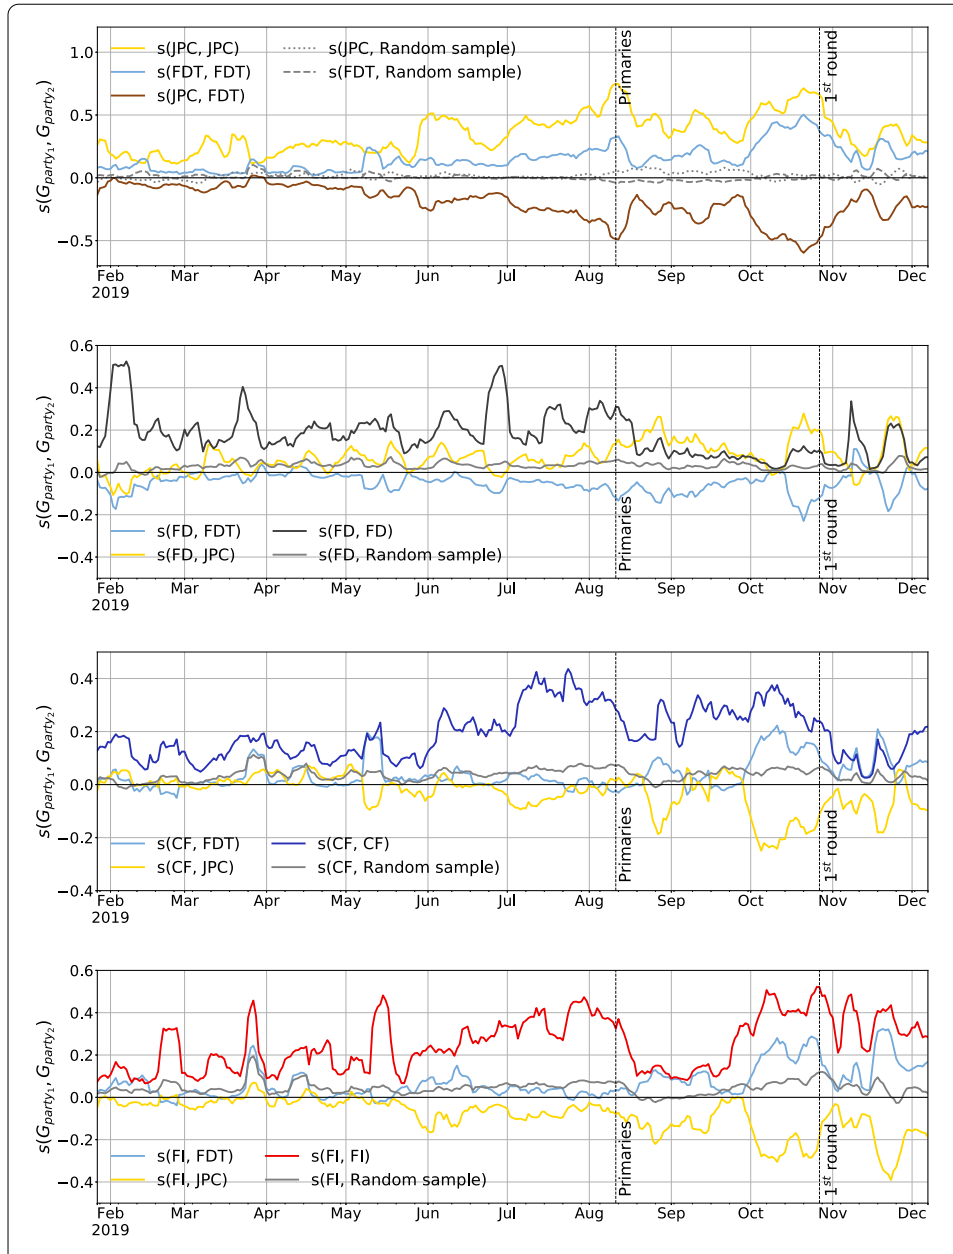 s(G_party₁, G_party₂)
1.0
0.5
0.0
−0.5
s(JPC, JPC)
s(FDT, FDT)
s(JPC, FDT)
s(JPC, Random sample)
s(FDT, Random sample)
Primaries
1st round
Feb Mar Apr May Jun Jul Aug Sep Oct Nov Dec
2019
s(G_party₁, G_party₂)
0.6
0.4
0.2
0.0
−0.2
−0.4
s(FD, FDT)
s(FD, JPC)
s(FD, FD)
s(FD, Random sample)
Primaries
1st round
Feb Mar Apr May Jun Jul Aug Sep Oct Nov Dec
2019
s(G_party₁, G_party₂)
0.4
0.2
0.0
−0.2
−0.4
s(CF, FDT)
s(CF, JPC)
s(CF, CF)
s(CF, Random sample)
Primaries
1st round
Feb Mar Apr May Jun Jul Aug Sep Oct Nov Dec
2019
s(G_party₁, G_party₂)
0.6
0.4
0.2
0.0
−0.2
−0.4
s(FI, FDT)
s(FI, JPC)
s(FI, FI)
s(FI, Random sample)
Primaries
1st round
Feb Mar Apr May Jun Jul Aug Sep Oct Nov Dec
2019